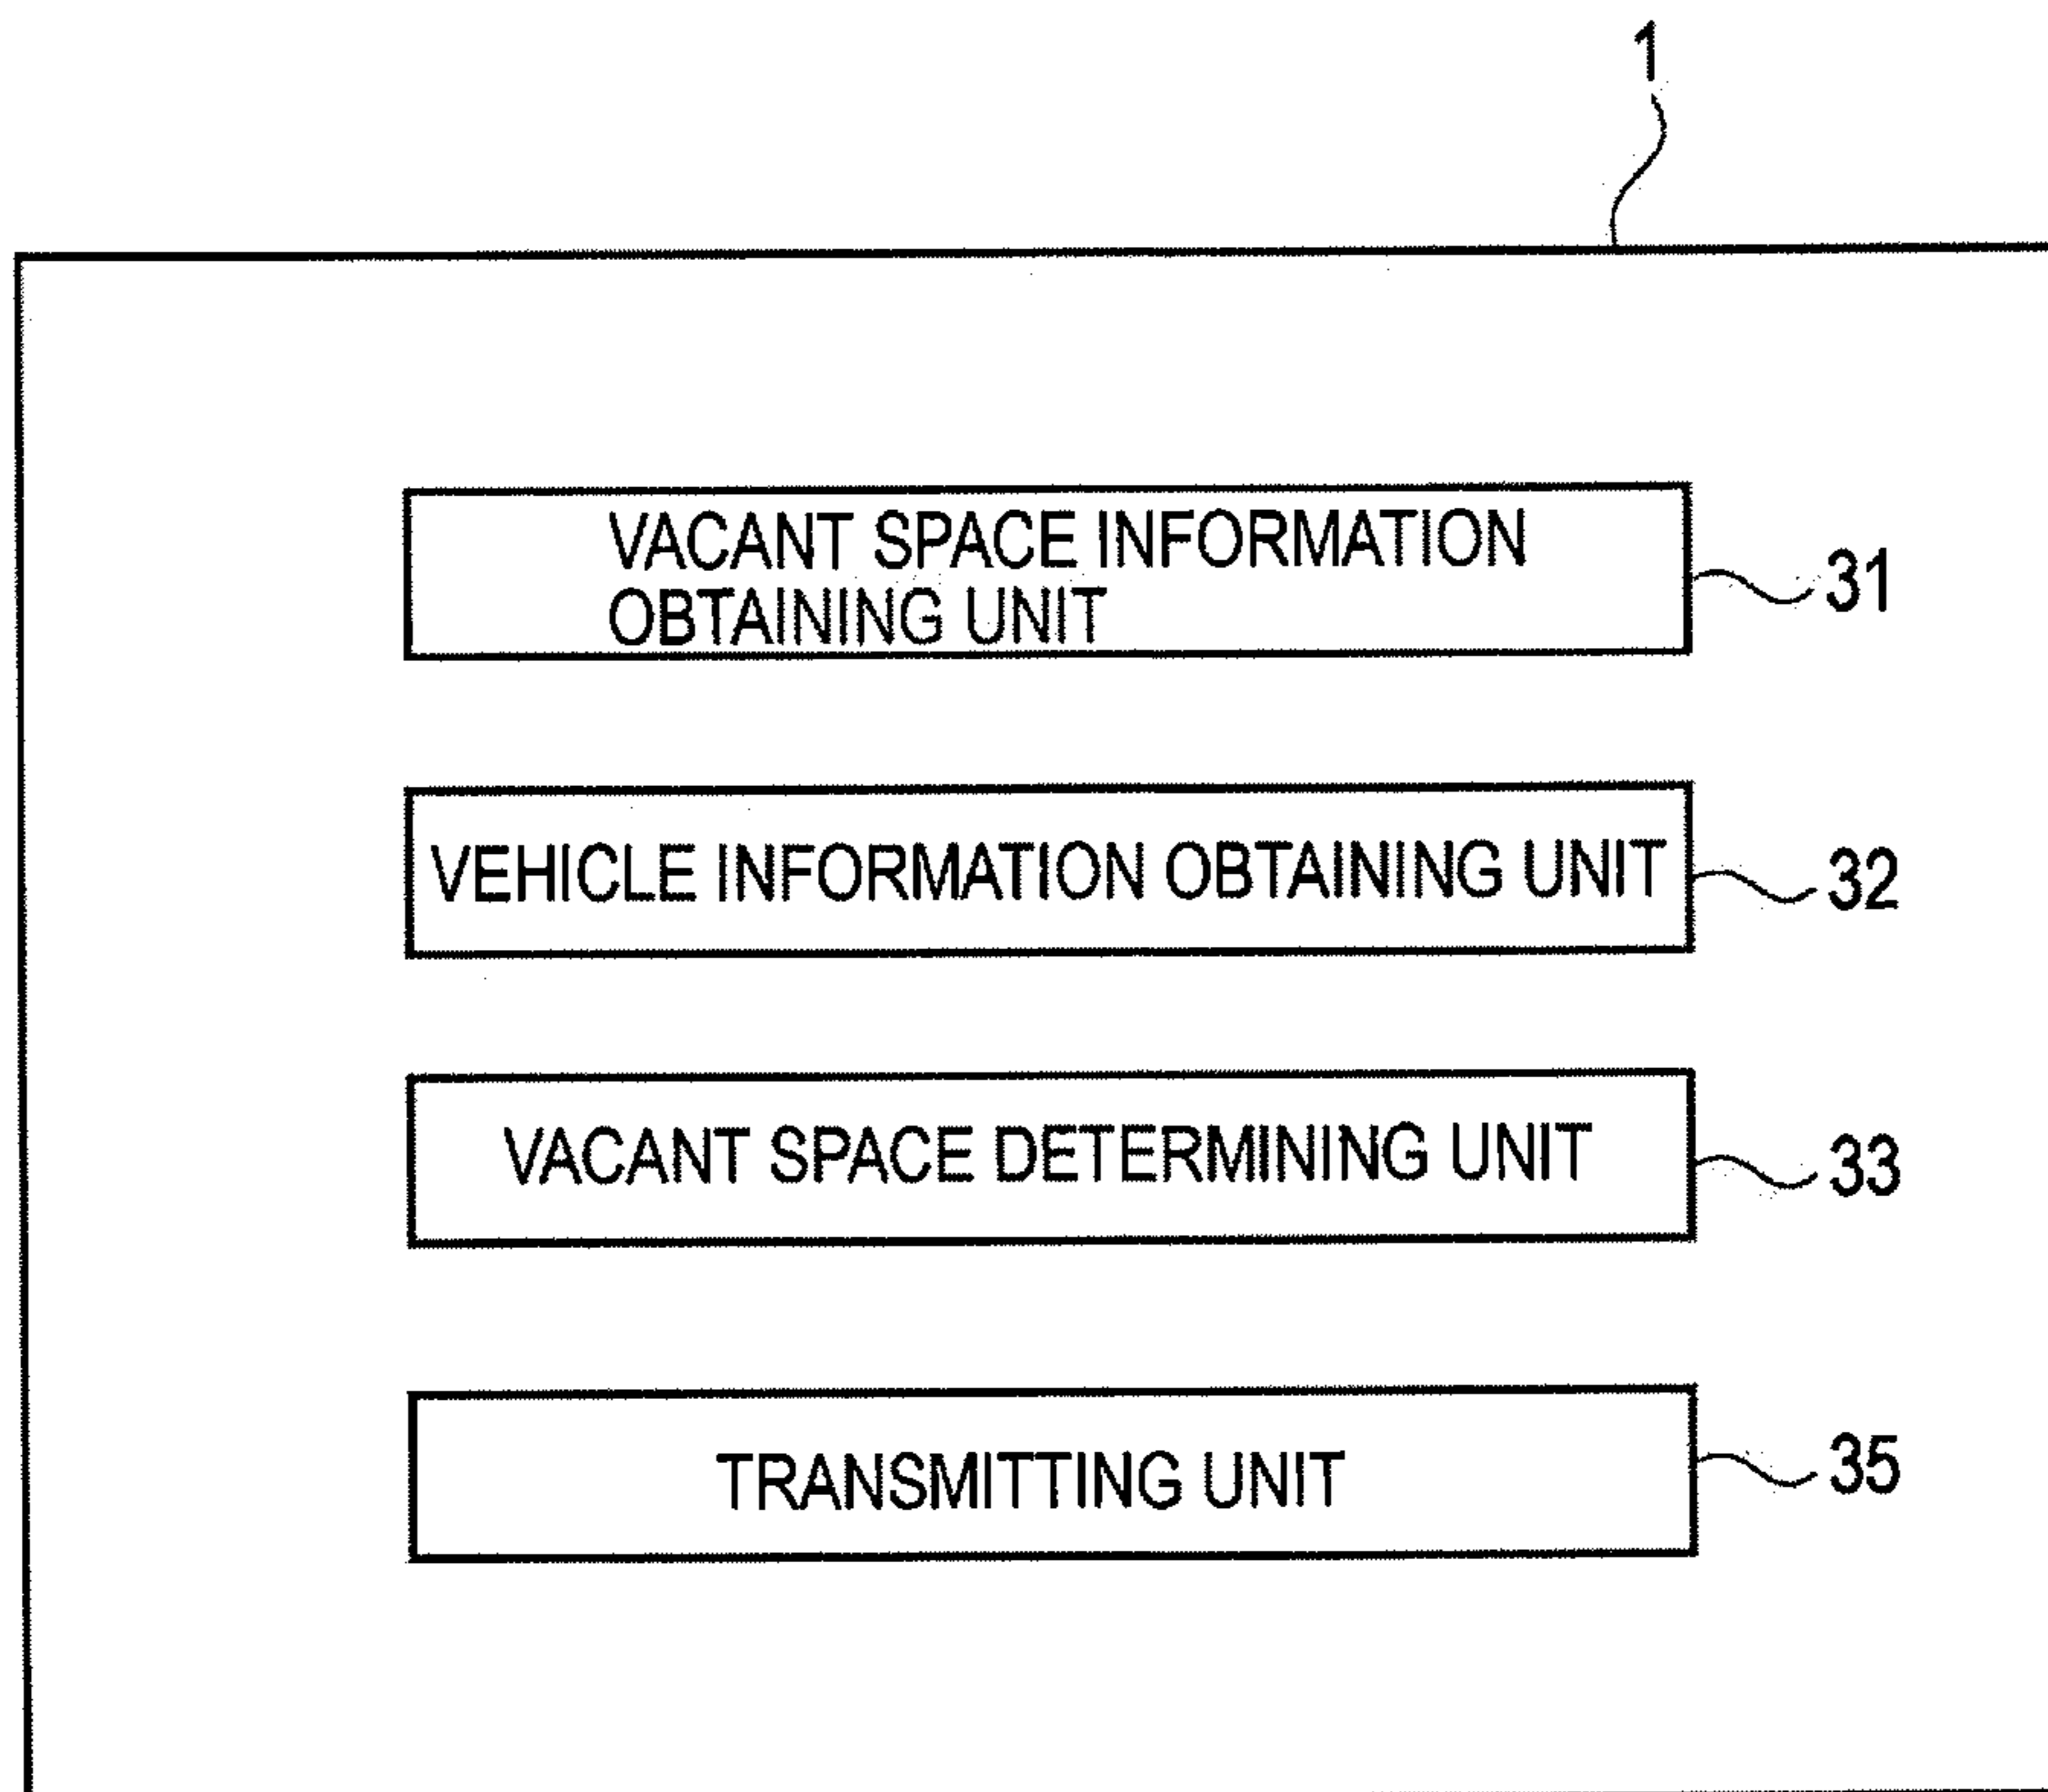 1
VACANT SPACE INFORMATION
OBTAINING UNIT
31
VEHICLE INFORMATION OBTAINING UNIT
32
VACANT SPACE DETERMINING UNIT
33
TRANSMITTING UNIT
35